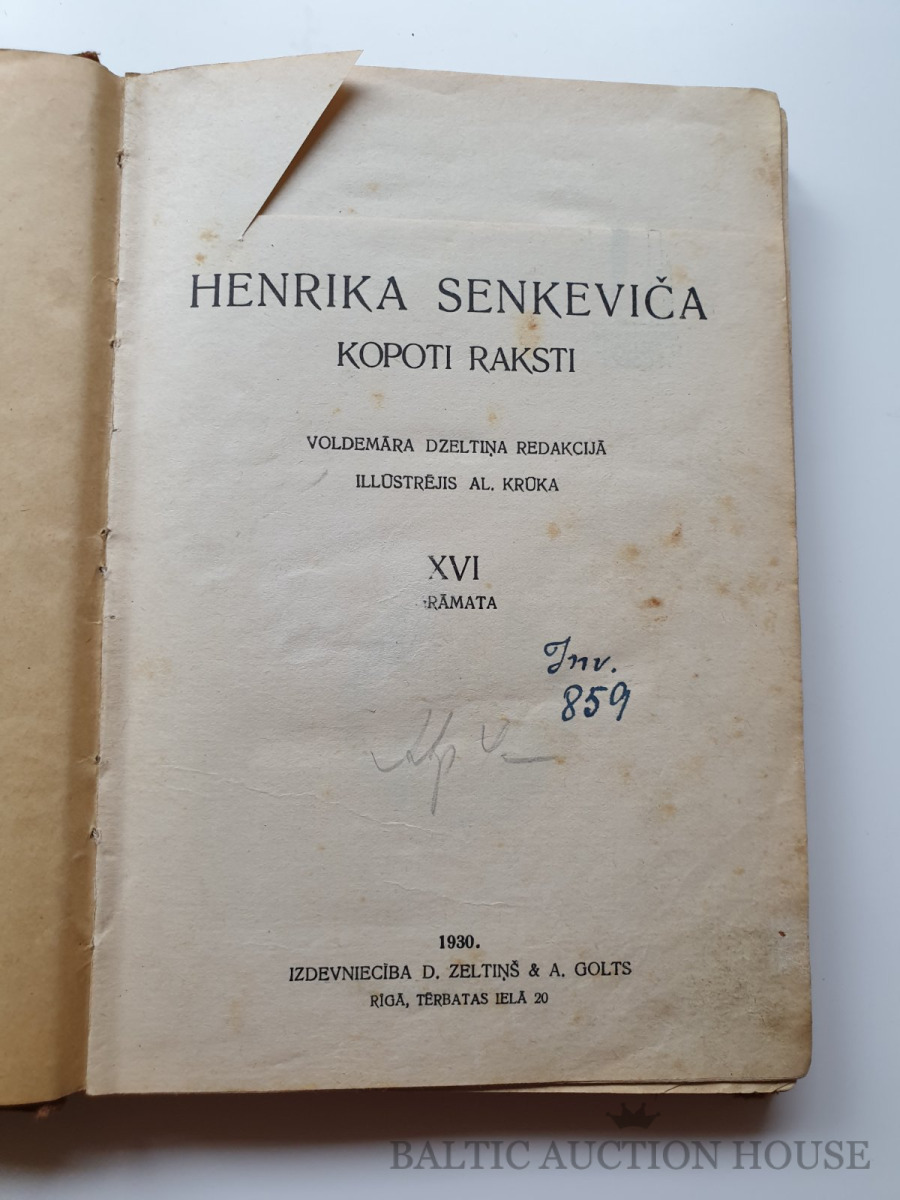 HENRIKA SENKEVIČA
KOPOTI RAKSTI
VOLDEMĀRA DZELTIŅA REDAKCIJĀ
ILLŪSTRĒJIS AL. KRŪKA
XVI
RĀMATA
Inv.
859
1930.
IZDEVNIECĪBA D. ZELTIŅŠ & A. GOLTS
RĪGĀ, TĒRBATAS IELĀ 20
BALTIC AUCTION HOUSE